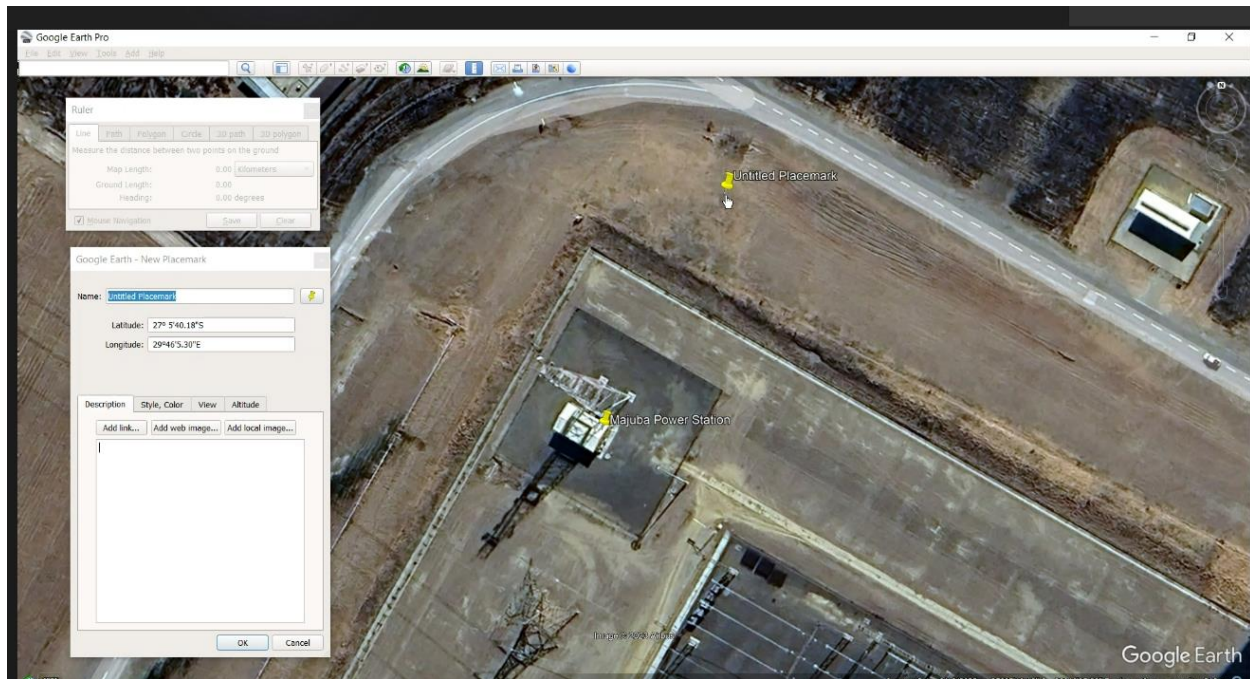 Google Earth Pro
File Edit View Tools Add Help
Ruler
Line Path Polygon Circle 3D path 3D polygon
Measure the distance between two points on the ground
Map Length: 0.00 Kilometers
Ground Length: 0.00
Heading: 0.00 degrees
Mouse Navigation Save Clear
Google Earth - New Placemark
Name: Untitled Placemark
Latitude: 27° 5'40.18"S
Longitude: 29°46'5.30"E
Description Style, Color View Altitude
Add link... Add web image... Add local image...
OK Cancel
N
Untitled Placemark
Majuba Power Station
Image © 2023 Airbus
Google Earth